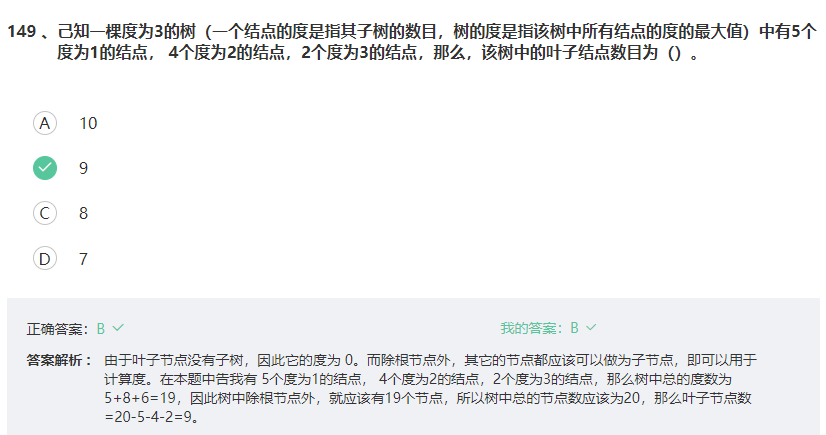 149 、己知一棵度为3的树（一个结点的度是指其子树的数目，树的度是指该树中所有结点的度的最大值）中有5个
度为1的结点， 4个度为2的结点，2个度为3的结点，那么，该树中的叶子结点数目为（）。
A 10
9
C 8
D 7
正确答案： B 我的答案： B
答案解析： 由于叶子节点没有子树，因此它的度为 0。而除根节点外，其它的节点都应该可以做为子节点，即可以用于
计算度。在本题中告我有 5个度为1的结点， 4个度为2的结点，2个度为3的结点，那么树中总的度数为
5+8+6=19，因此树中除根节点外，就应该有19个节点，所以树中总的节点数应该为20，那么叶子节点数
=20-5-4-2=9。